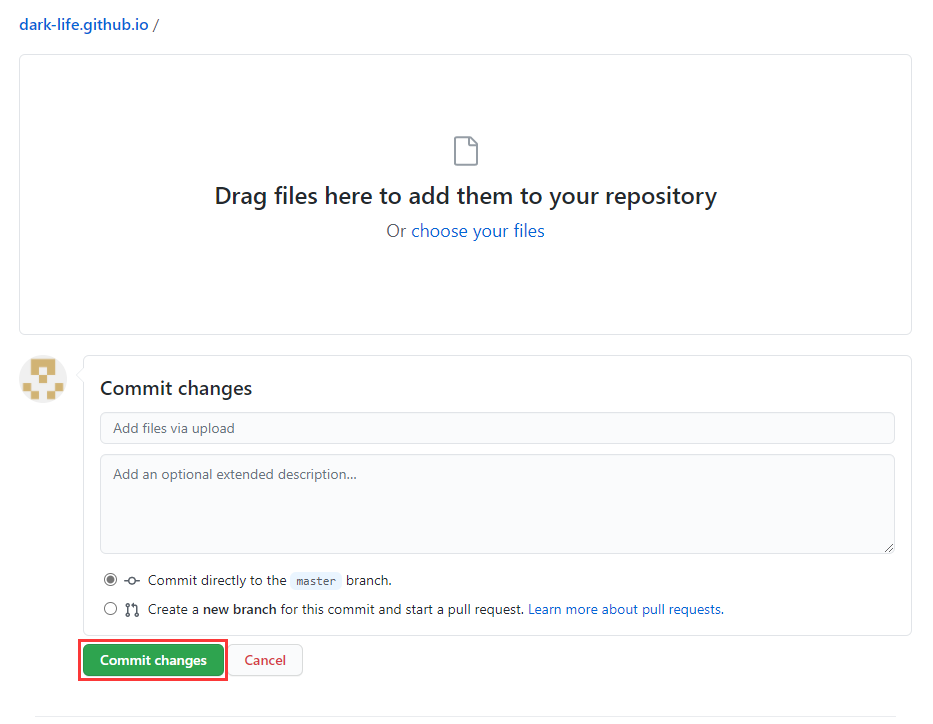 dark-life.github.io /
Drag files here to add them to your repository
Or choose your files
Commit changes
Add files via upload
Add an optional extended description...
Commit directly to the master branch.
Create a new branch for this commit and start a pull request. Learn more about pull requests.
Commit changes Cancel